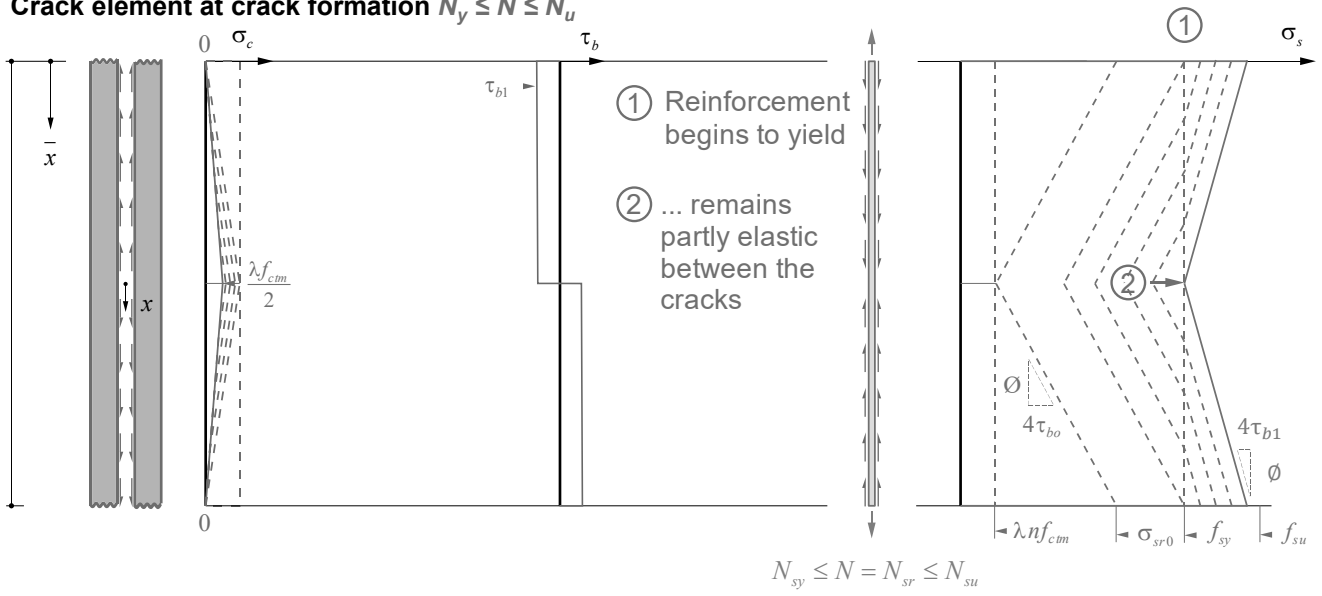 Crack element at crack formation N_y ≤ N ≤ N_u
0
σ_c
τ_b
1
σ_s
τ_b1
x̄
1 Reinforcement
begins to yield
2 ... remains
partly elastic
between the
cracks
λf_ctm
2
x
2
Ø
4τ_bo
4τ_b1
Ø
0
λnf_ctm
σ_sr0
f_sy
f_su
N_sy ≤ N = N_sr ≤ N_su